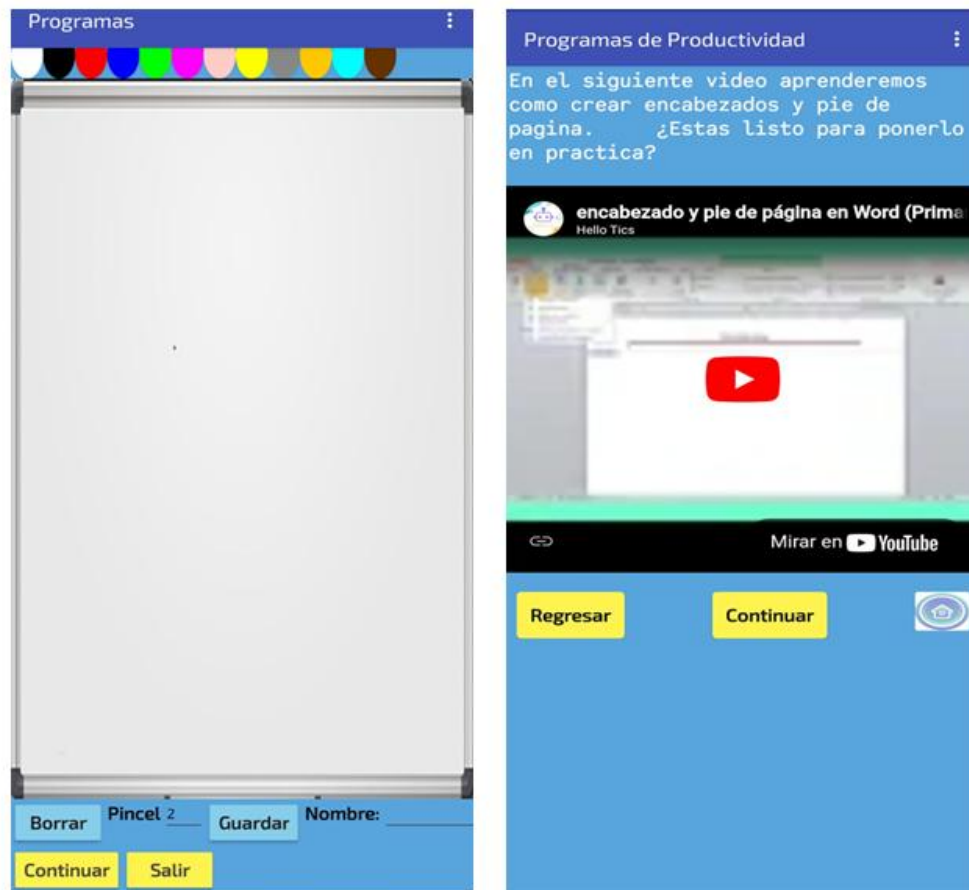 Programas
Borrar
Pincel 2
Guardar
Nombre:
Continuar
Salir
Programas de Productividad
En el siguiente video aprenderemos
como crear encabezados y pie de
pagina. ¿Estas listo para ponerlo
en practica?
encabezado y pie de página en Word (Prima
Hello Tics
Mirar en YouTube
Regresar
Continuar